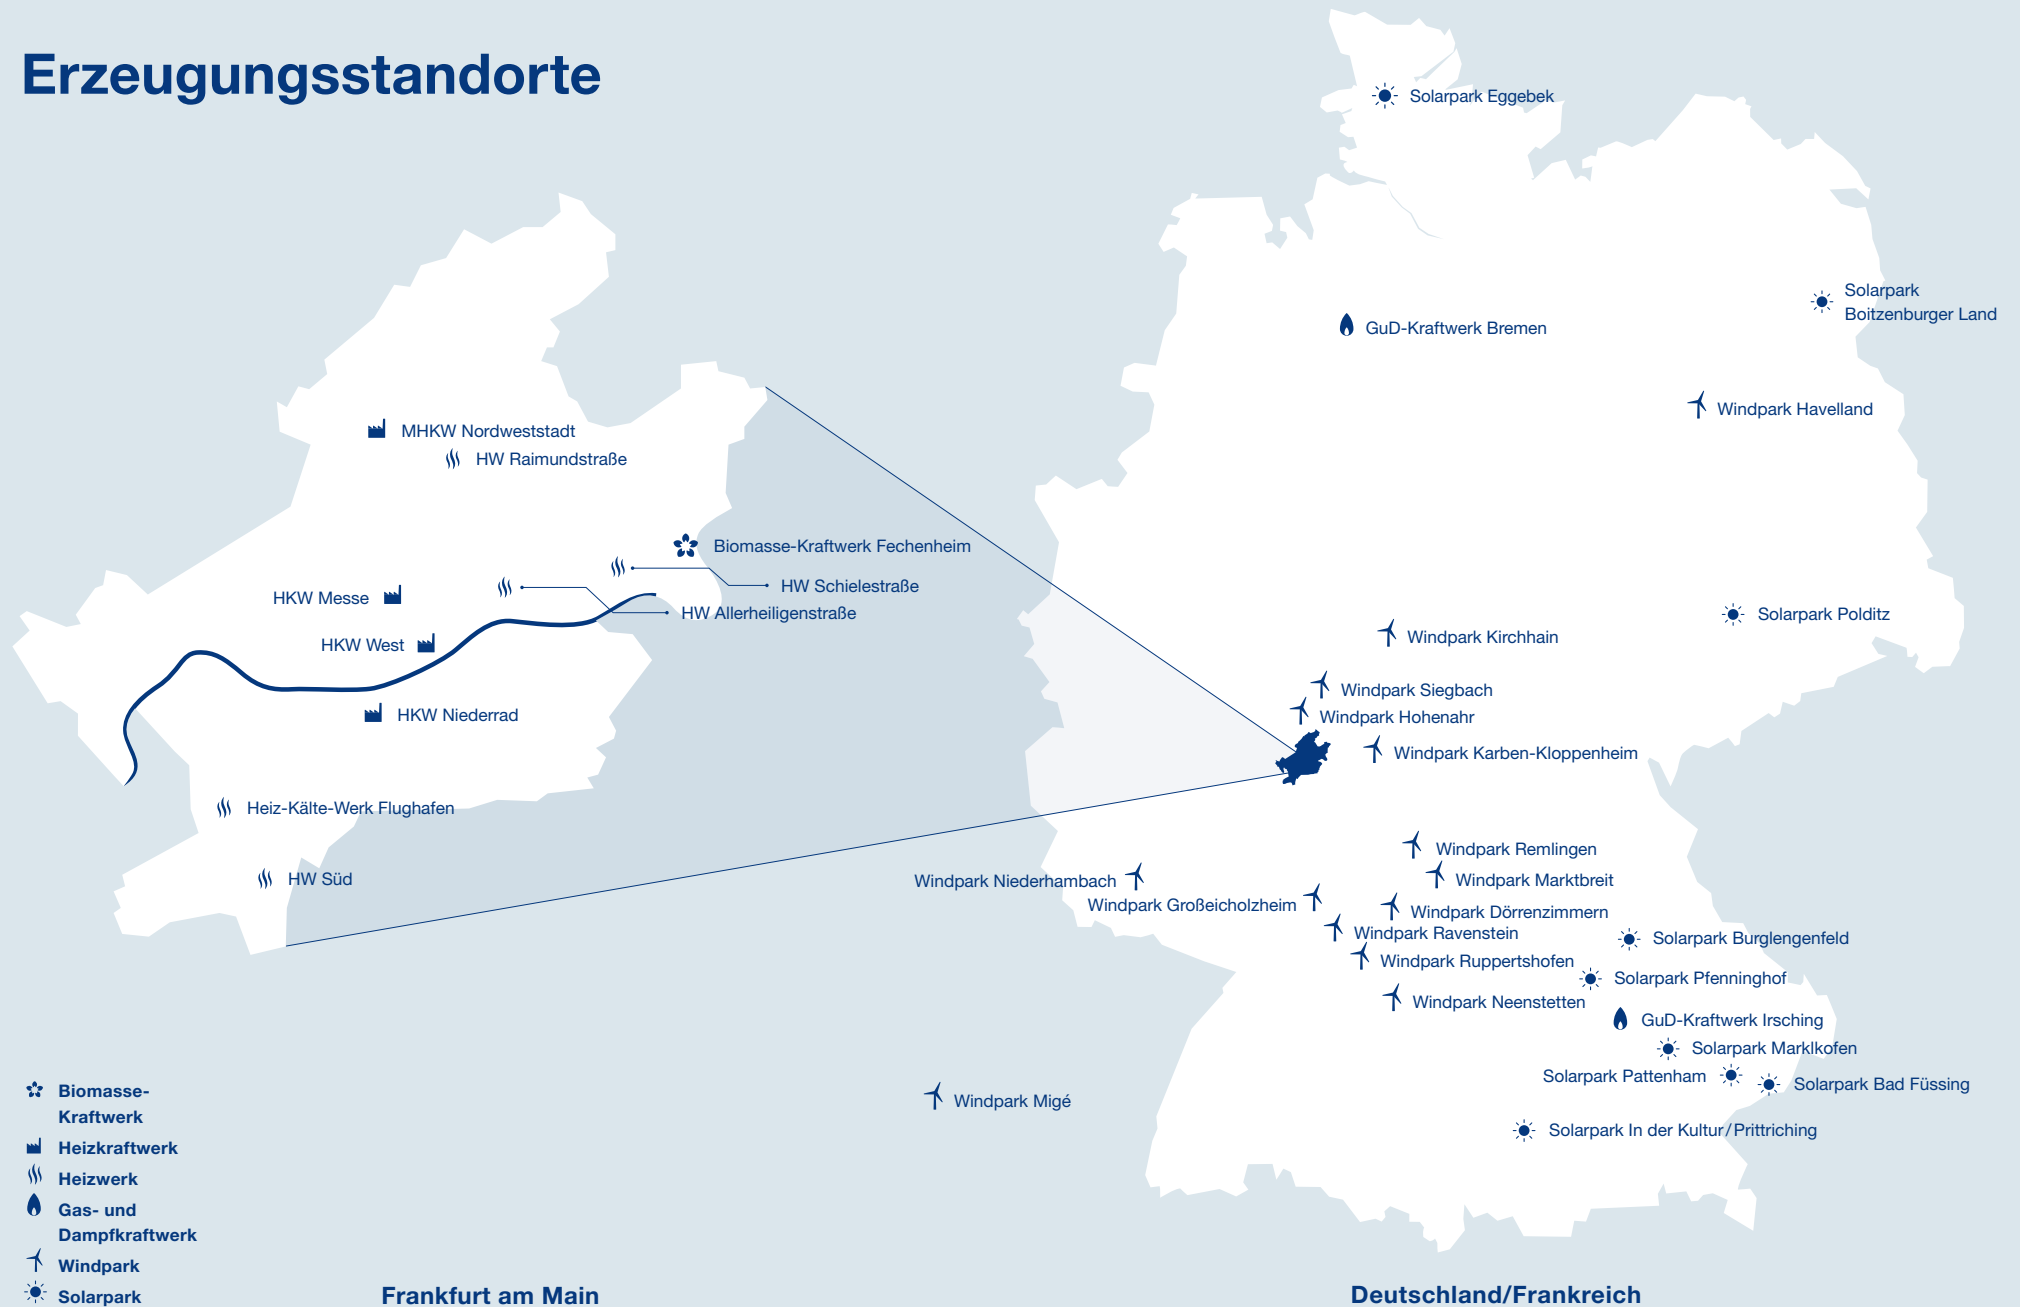 Erzeugungsstandorte
MHKW Nordweststadt
HW Raimundstraße
Biomasse-Kraftwerk Fechenheim
HW Schielestraße
HKW Messe
HW Allerheiligenstraße
HKW West
HKW Niederrad
Heiz-Kälte-Werk Flughafen
HW Süd
Solarpark Eggebek
Solarpark
Boitzenburger Land
GuD-Kraftwerk Bremen
Windpark Havelland
Solarpark Polditz
Windpark Kirchhain
Windpark Siegbach
Windpark Hohenahr
Windpark Karben-Kloppenheim
Windpark Remlingen
Windpark Niederhambach
Windpark Marktbreit
Windpark Großeicholzheim
Windpark Dörrenzimmern
Windpark Ravenstein
Solarpark Burglengenfeld
Windpark Ruppertshofen
Solarpark Pfenninghof
Windpark Neenstetten
GuD-Kraftwerk Irsching
Solarpark Marklkofen
Solarpark Pattenham
Solarpark Bad Füssing
Windpark Migé
Solarpark In der Kultur/Prittriching
Biomasse-
Kraftwerk
Heizkraftwerk
Heizwerk
Gas- und
Dampfkraftwerk
Windpark
Solarpark
Frankfurt am Main
Deutschland/Frankreich